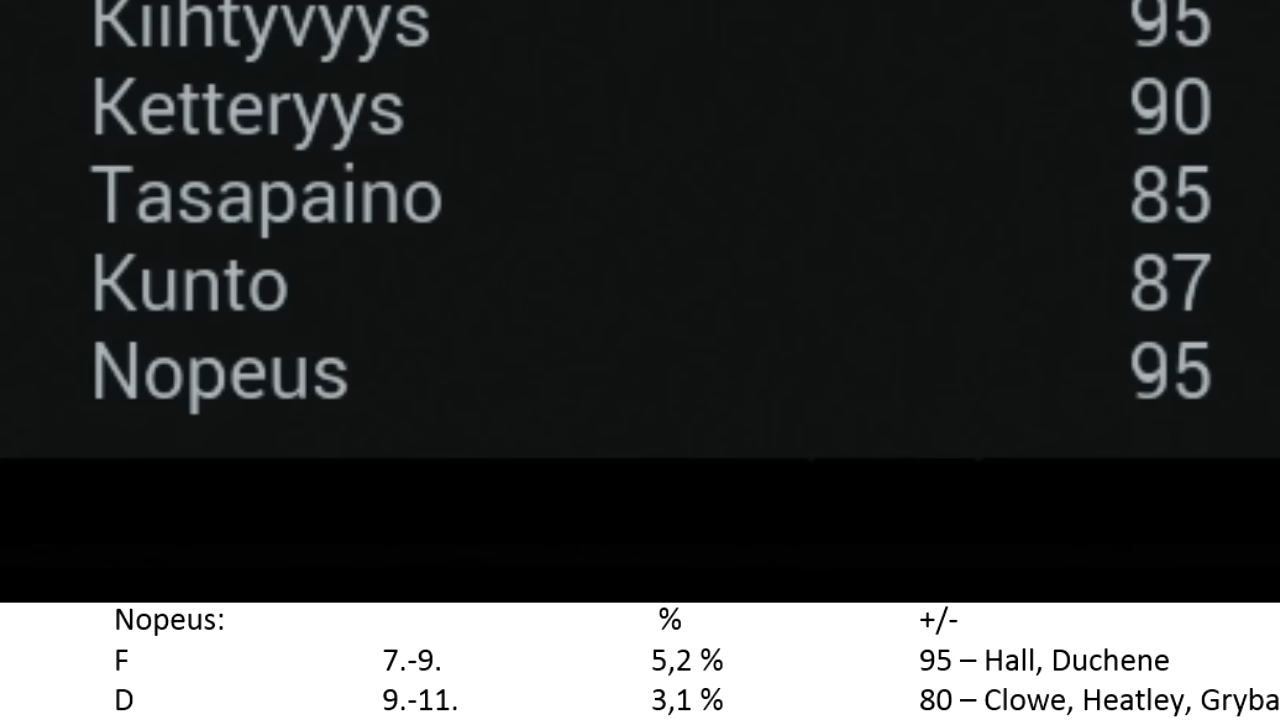 Kiihtyvyys 95
Ketteryys 90
Tasapaino 85
Kunto 87
Nopeus 95
Nopeus: % +/-
F 7.-9. 5,2 % 95 – Hall, Duchene
D 9.-11. 3,1 % 80 – Clowe, Heatley, Gryba